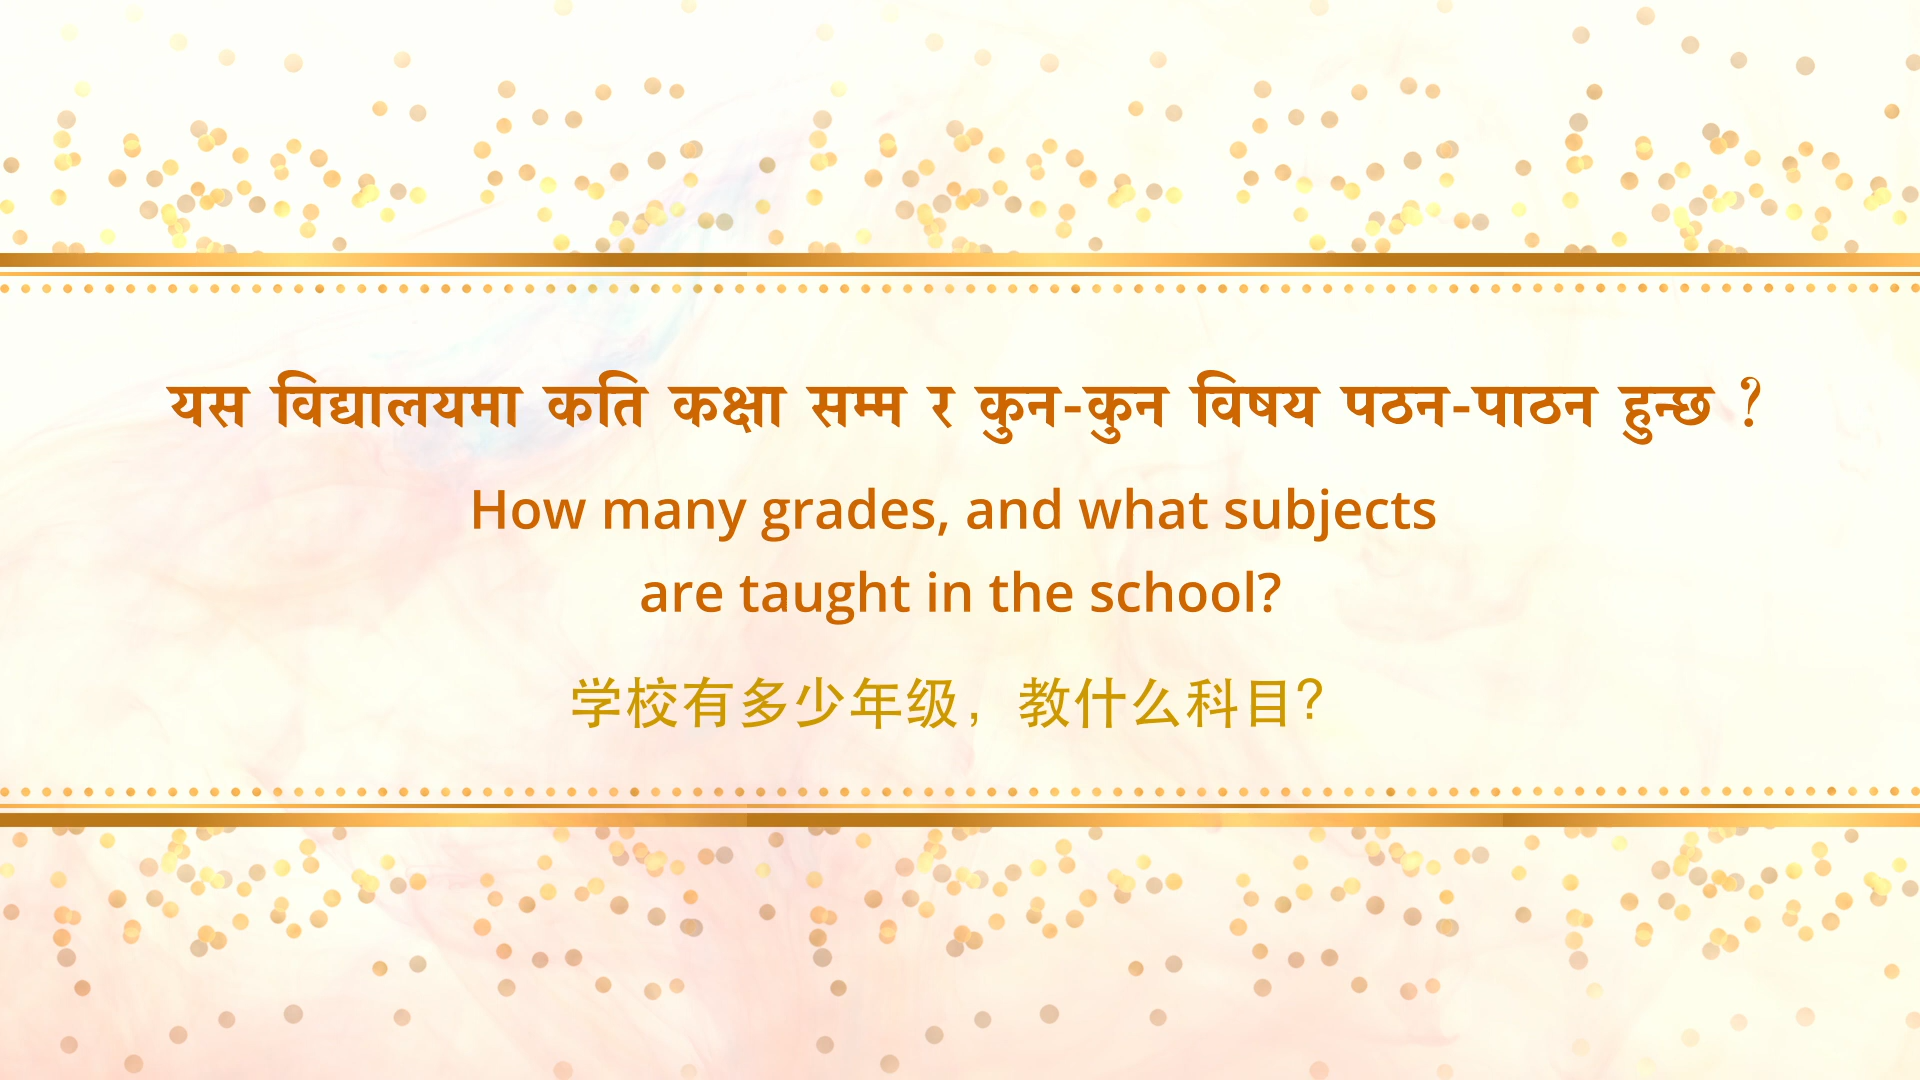 यस विद्यालयमा कति कक्षा सम्म र कुन-कुन विषय पठन-पाठन हुन्छ ?
How many grades, and what subjects
are taught in the school?
学校有多少年级，教什么科目？